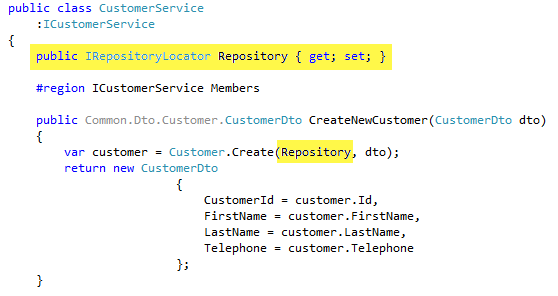 public class CustomerService
:ICustomerService
{
public IRepositoryLocator Repository { get; set; }
#region ICustomerService Members
public Common.Dto.Customer.CustomerDto CreateNewCustomer(CustomerDto dto)
{
var customer = Customer.Create(Repository, dto);
return new CustomerDto
{
CustomerId = customer.Id,
FirstName = customer.FirstName,
LastName = customer.LastName,
Telephone = customer.Telephone
};
}